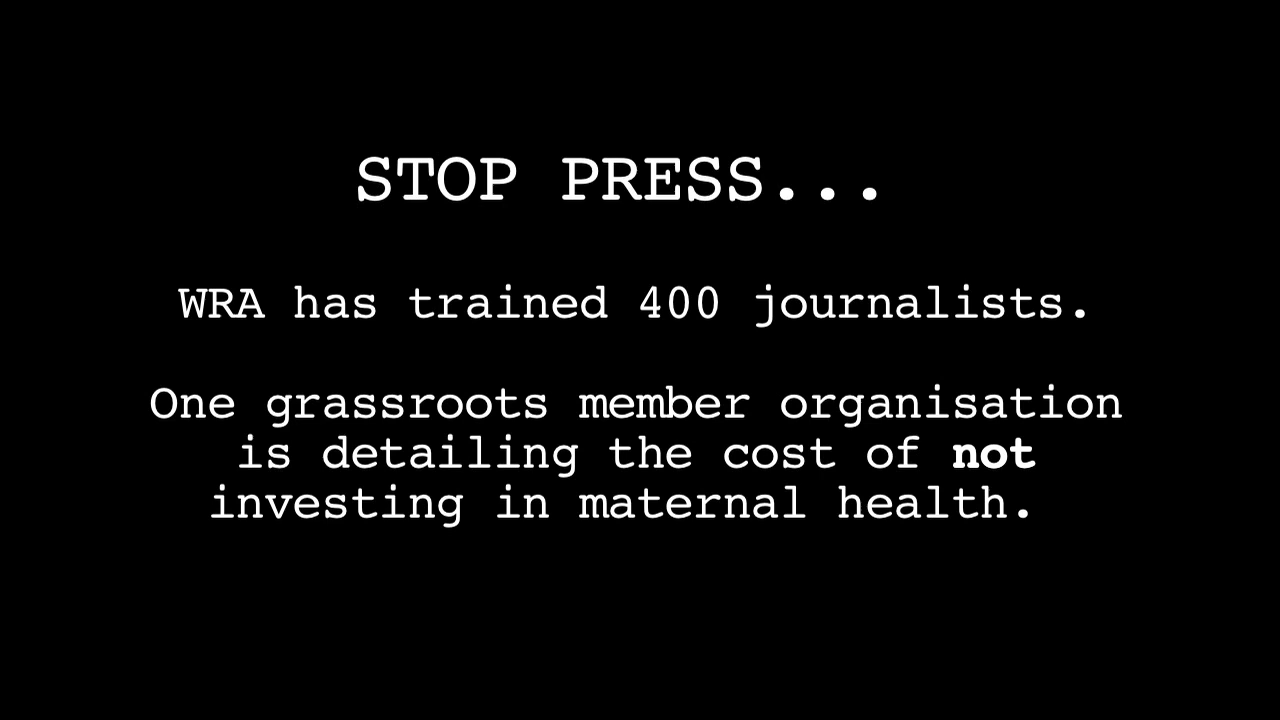 STOP PRESS...
WRA has trained 400 journalists.
One grassroots member organisation
is detailing the cost of not
investing in maternal health.